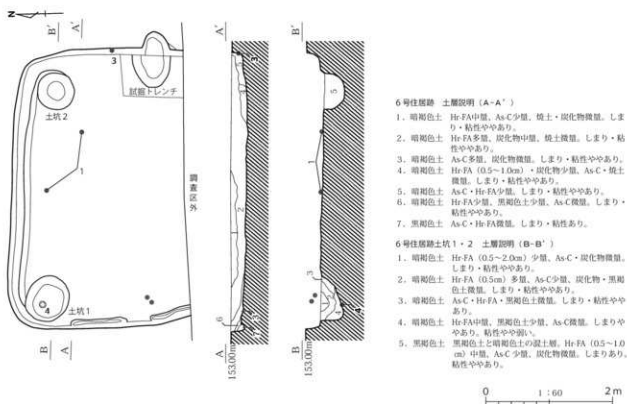 N
B'
A'
3
試掘トレンチ
土坑 2
1
調査区外
4
土坑1
B
A
A'
3
2
6
A
153.00m
B'
5
3
4
B
153.00m
6号住居跡 土層説明（A-A'）
1、暗褐色土 Hr-FA中量、As-C少量、焼土・炭化物微量。しま
り・粘性ややあり。
2、暗褐色土 Hr-FA多量、炭化物中量、焼土微量。しまり・粘
性ややあり。
3、暗褐色土 As-C多量、炭化物微量。しまり・粘性ややあり。
4、暗褐色土 Hr-FA（0.5～1.0cm）・炭化物少量、As-C・焼土
微量。しまり・粘性ややあり。
5、暗褐色土 As-C・Hr-FA少量。しまり・粘性ややあり。
6、暗褐色土 Hr-FA少量、黒褐色土少量、As-C微量。しまり・
粘性ややあり。
7、黒褐色土 As-C・Hr-FA微量。しまり・粘性あり。
6号住居跡土坑1・2 土層説明（B-B'）
1、暗褐色土 Hr-FA（0.5～2.0cm）少量、As-C・炭化物微量。
しまり・粘性ややあり。
2、暗褐色土 Hr-FA（0.5cm）多量、As-C少量、炭化物・黒褐
色土微量。しまり・粘性ややあり。
3、暗褐色土 As-C・Hr-FA・黒褐色土微量。しまり・粘性やや
あり。
4、暗褐色土 Hr-FA中量、黒褐色土少量、As-C微量。しまりや
やあり。粘性やや弱い。
5、黒褐色土 黒褐色土と暗褐色土の混土層。Hr-FA（0.5～1.0
cm）中量、As-C 少量、炭化物微量。しまりあり、
粘性ややあり。
0 1：60 2m